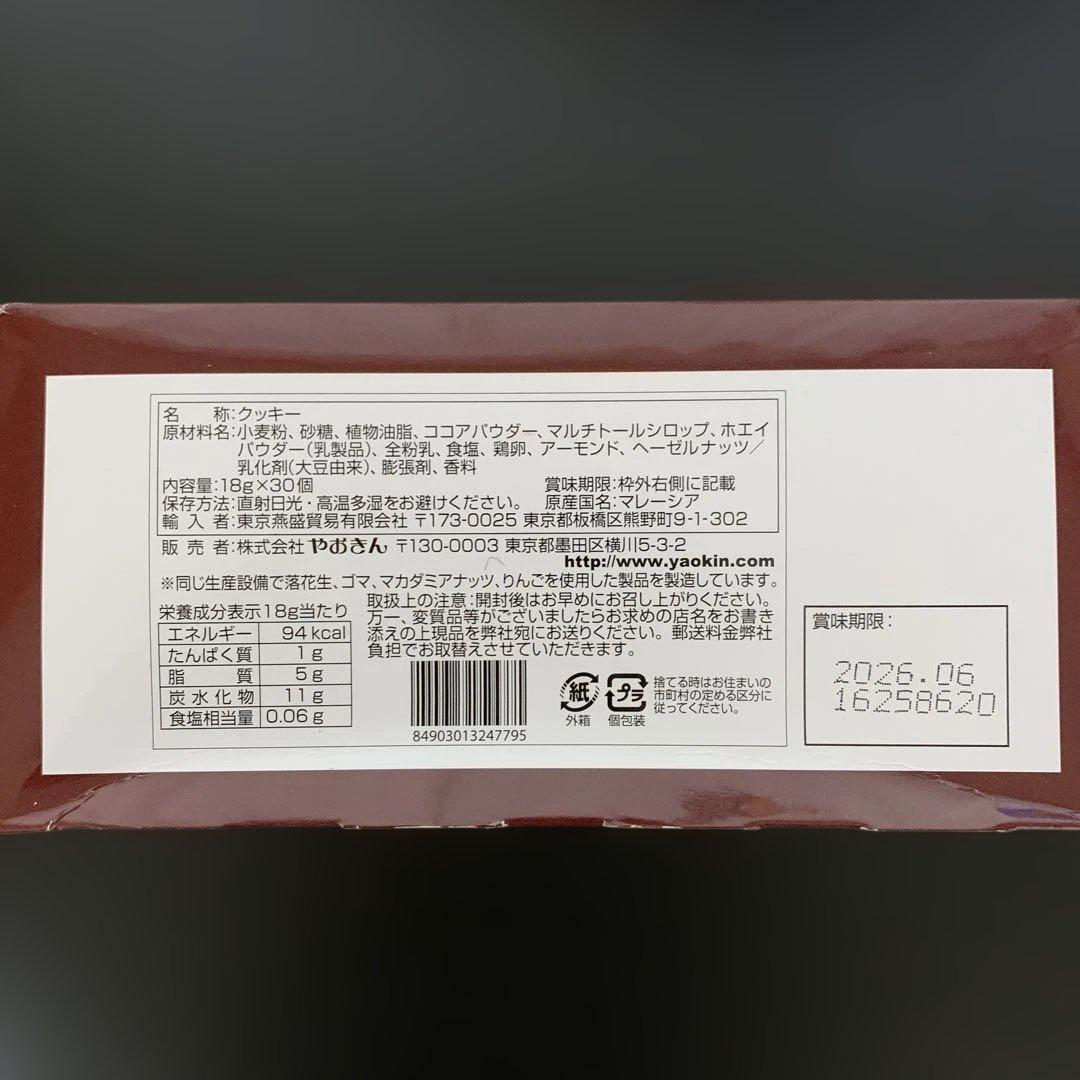 名 称:クッキー
原材料名:小麦粉、砂糖、植物油脂、ココアパウダー、マルチトールシロップ、ホエイ
パウダー(乳製品)、全粉乳、食塩、鶏卵、アーモンド、ヘーゼルナッツ/
乳化剤(大豆由来)、膨張剤、香料
内容量:18g×30個 賞味期限:枠外右側に記載
保存方法:直射日光・高温多湿をお避けください。 原産国名:マレーシア
輸入者:東京燕盛貿易有限会社 〒173-0025 東京都板橋区熊野町9-1-302
販売者:株式会社 やおきん 〒130-0003 東京都墨田区横川5-3-2
http://www.yaokin.com
※同じ生産設備で落花生、ゴマ、マカダミアナッツ、りんごを使用した製品を製造しています。
栄養成分表示18g当たり
エネルギー 94kcal
たんぱく質 1g
脂質 5g
炭水化物 11g
食塩相当量 0.06g
取扱上の注意:開封後はお早めにお召し上がりください。
万一、変質品等がございましたらお求めの店名をお書き
添えの上現品を弊社宛にお送りください。郵送料金弊社
負担でお取替えさせていただきます。
84903013247795
紙
外箱
プラ
個包装
捨てる時はお住まいの
市町村の定める区分に
従ってください。
賞味期限:
2026.06
16258620